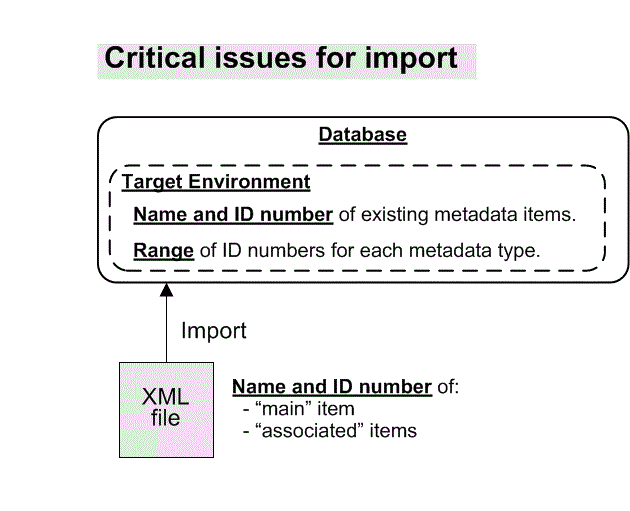 Critical issues for import
Database
Target Environment
Name and ID number of existing metadata items.
Range of ID numbers for each metadata type.
Import
XML
file
Name and ID number of:
- “main” item
- “associated” items